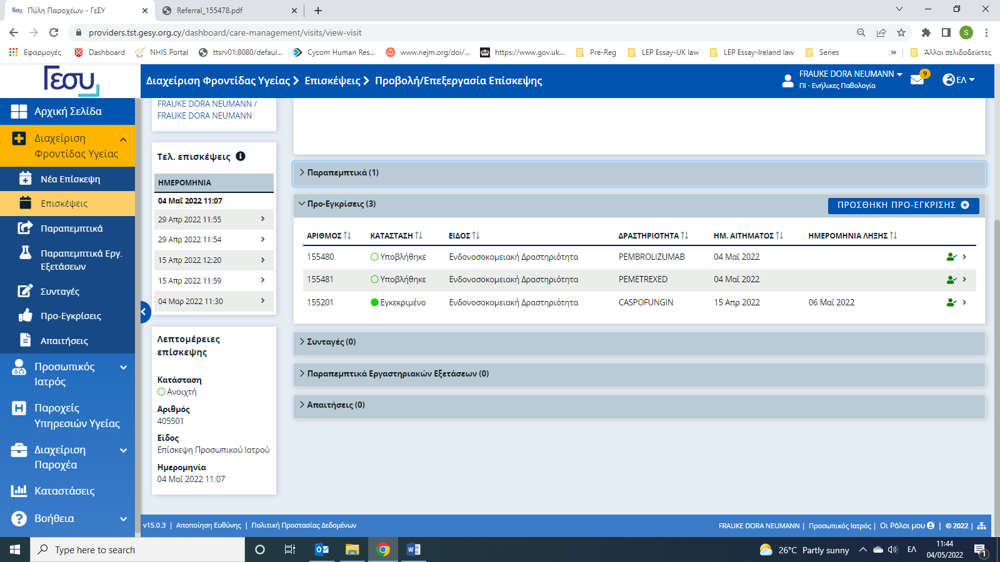 Πύλη Παροχέων - ΓεΣΥ
Referral_155478.pdf
providers.tst.gesy.org.cy/dashboard/care-management/visits/view-visit
S
Εφαρμογές
Dashboard
NHIS Portal
ttsrv01:8080/defaul...
Cycom Human Res...
www.nejm.org/doi/...
https://www.gov.uk...
Pre-Reg
LEP Essay-UK law
LEP Essay-Ireland law
Series
»
Άλλοι σελιδοδείκτες
Γεσυ
Διαχείριση Φροντίδας Υγείας > Επισκέψεις > Προβολή/Επεξεργασία Επίσκεψης
FRAUKE DORA NEUMANN
ΠΙ - Ενήλικες Παθολογία
9
ΕΛ
Αρχική Σελίδα
Διαχείριση
Φροντίδας Υγείας
Νέα Επίσκεψη
Επισκέψεις
Παραπεμπτικά
Παραπεμπτικά Εργ.
Εξετάσεων
Συνταγές
Προ-Εγκρίσεις
Απαιτήσεις
Προσωπικός
Ιατρός
Παροχείς
Υπηρεσιών Υγείας
Διαχείριση
Παροχέα
Καταστάσεις
Βοήθεια
FRAUKE DORA NEUMANN /
FRAUKE DORA NEUMANN
Τελ. επισκέψεις
ΗΜΕΡΟΜΗΝΙΑ
04 Μαΐ 2022 11:07
29 Απρ 2022 11:55
29 Απρ 2022 11:54
15 Απρ 2022 12:20
15 Απρ 2022 11:59
04 Μαρ 2022 11:30
Λεπτομέρειες
επίσκεψης
Κατάσταση
Ανοιχτή
Αριθμός
405501
Είδος
Επίσκεψη Προσωπικού Ιατρού
Ημερομηνία
04 Μαΐ 2022 11:07
Παραπεμπτικά (1)
Προ-Εγκρίσεις (3)
ΠΡΟΣΘΗΚΗ ΠΡΟ-ΕΓΚΡΙΣΗΣ
ΑΡΙΘΜΟΣ ΚΑΤΑΣΤΑΣΗ ΕΙΔΟΣ ΔΡΑΣΤΗΡΙΟΤΗΤΑ ΗΜ. ΑΙΤΗΜΑΤΟΣ ΗΜΕΡΟΜΗΝΙΑ ΛΗΞΗΣ
155480 Υποβλήθηκε Ενδονοσοκομειακή Δραστηριότητα PEMBROLIZUMAB 04 Μαΐ 2022
155481 Υποβλήθηκε Ενδονοσοκομειακή Δραστηριότητα PEMETREXED 04 Μαΐ 2022
155201 Εγκεκριμένο Ενδονοσοκομειακή Δραστηριότητα CASPOFUNGIN 15 Απρ 2022 06 Μαΐ 2022
Συνταγές (0)
Παραπεμπτικά Εργαστηριακών Εξετάσεων (0)
Απαιτήσεις (0)
v15.0.3 | Αποποίηση Ευθύνης | Πολιτική Προστασίας Δεδομένων
FRAUKE DORA NEUMANN | Προσωπικός Ιατρός | Οι Ρόλοι μου | © 2022 |
Type here to search
26°C Partly sunny
ΕΛ
11:44
04/05/2022
1